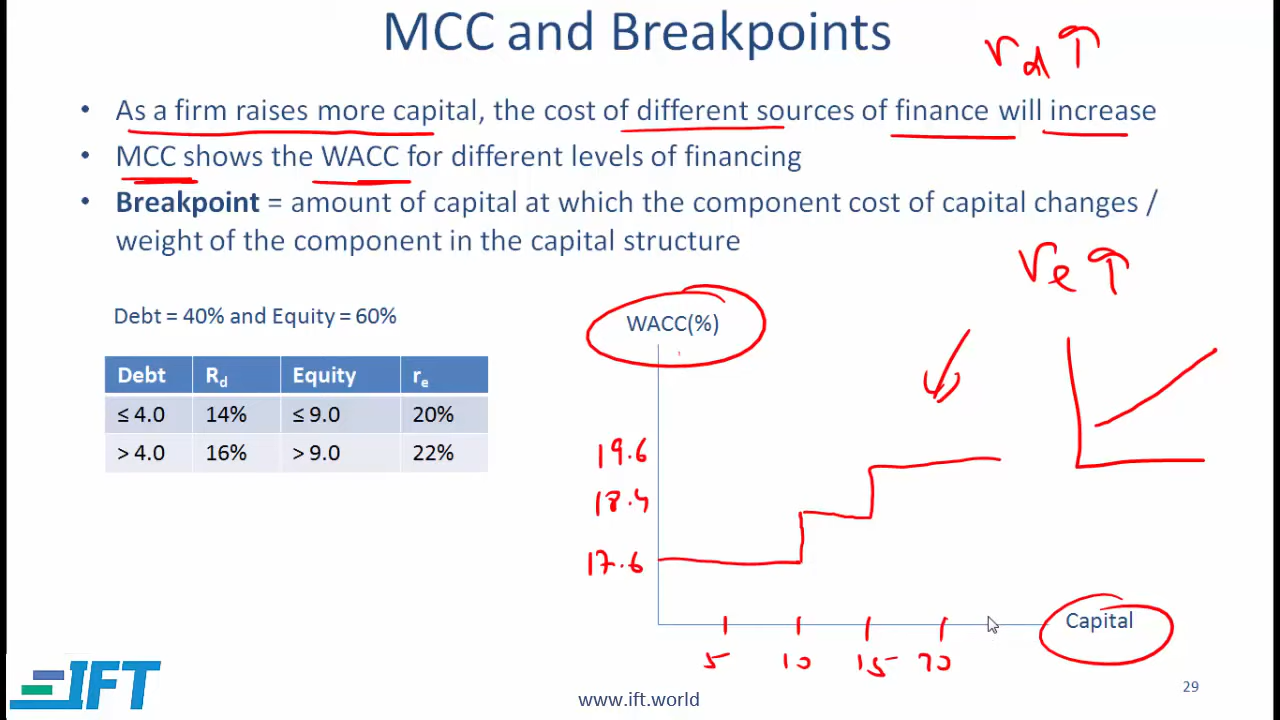 MCC and Breakpoints
rd ↑
• As a firm raises more capital, the cost of different sources of finance will increase
• MCC shows the WACC for different levels of financing
• Breakpoint = amount of capital at which the component cost of capital changes /
weight of the component in the capital structure
re ↑
Debt = 40% and Equity = 60%
Debt Rd Equity re
≤ 4.0 14% ≤ 9.0 20%
> 4.0 16% > 9.0 22%
WACC(%)
19.6
18.4
17.6
Capital
5 10 15 20
IFT
www.ift.world
29